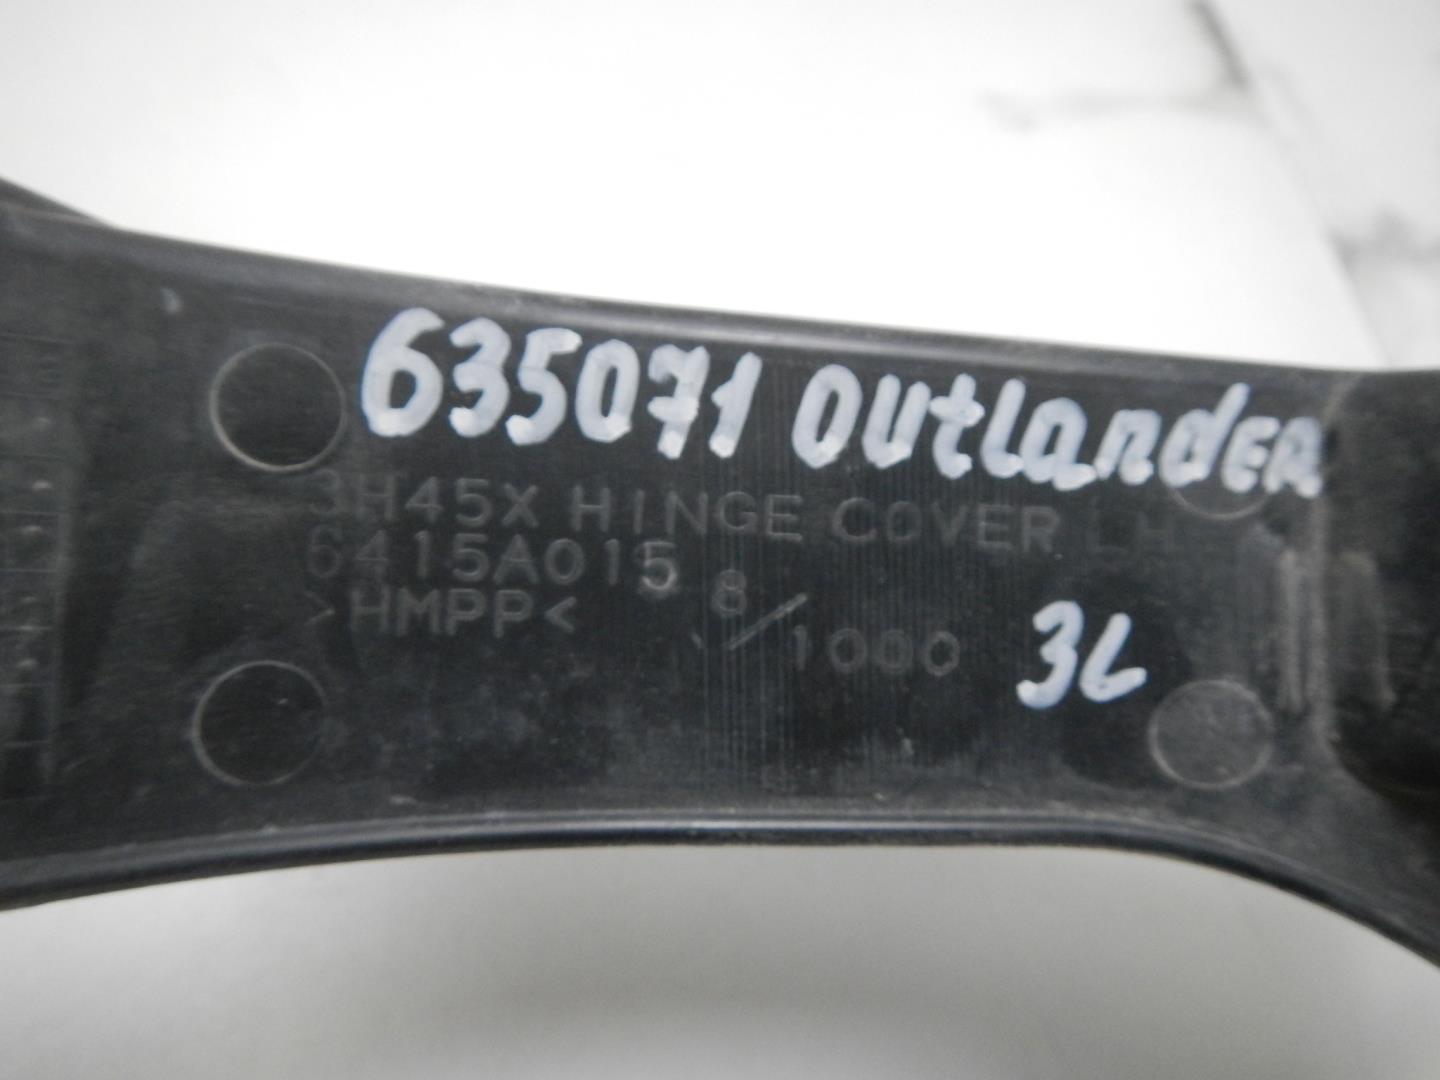 635071 OUtlandER
3H45X HINGE COVER LH
6415A015 8/1000
>HMPP<
3L